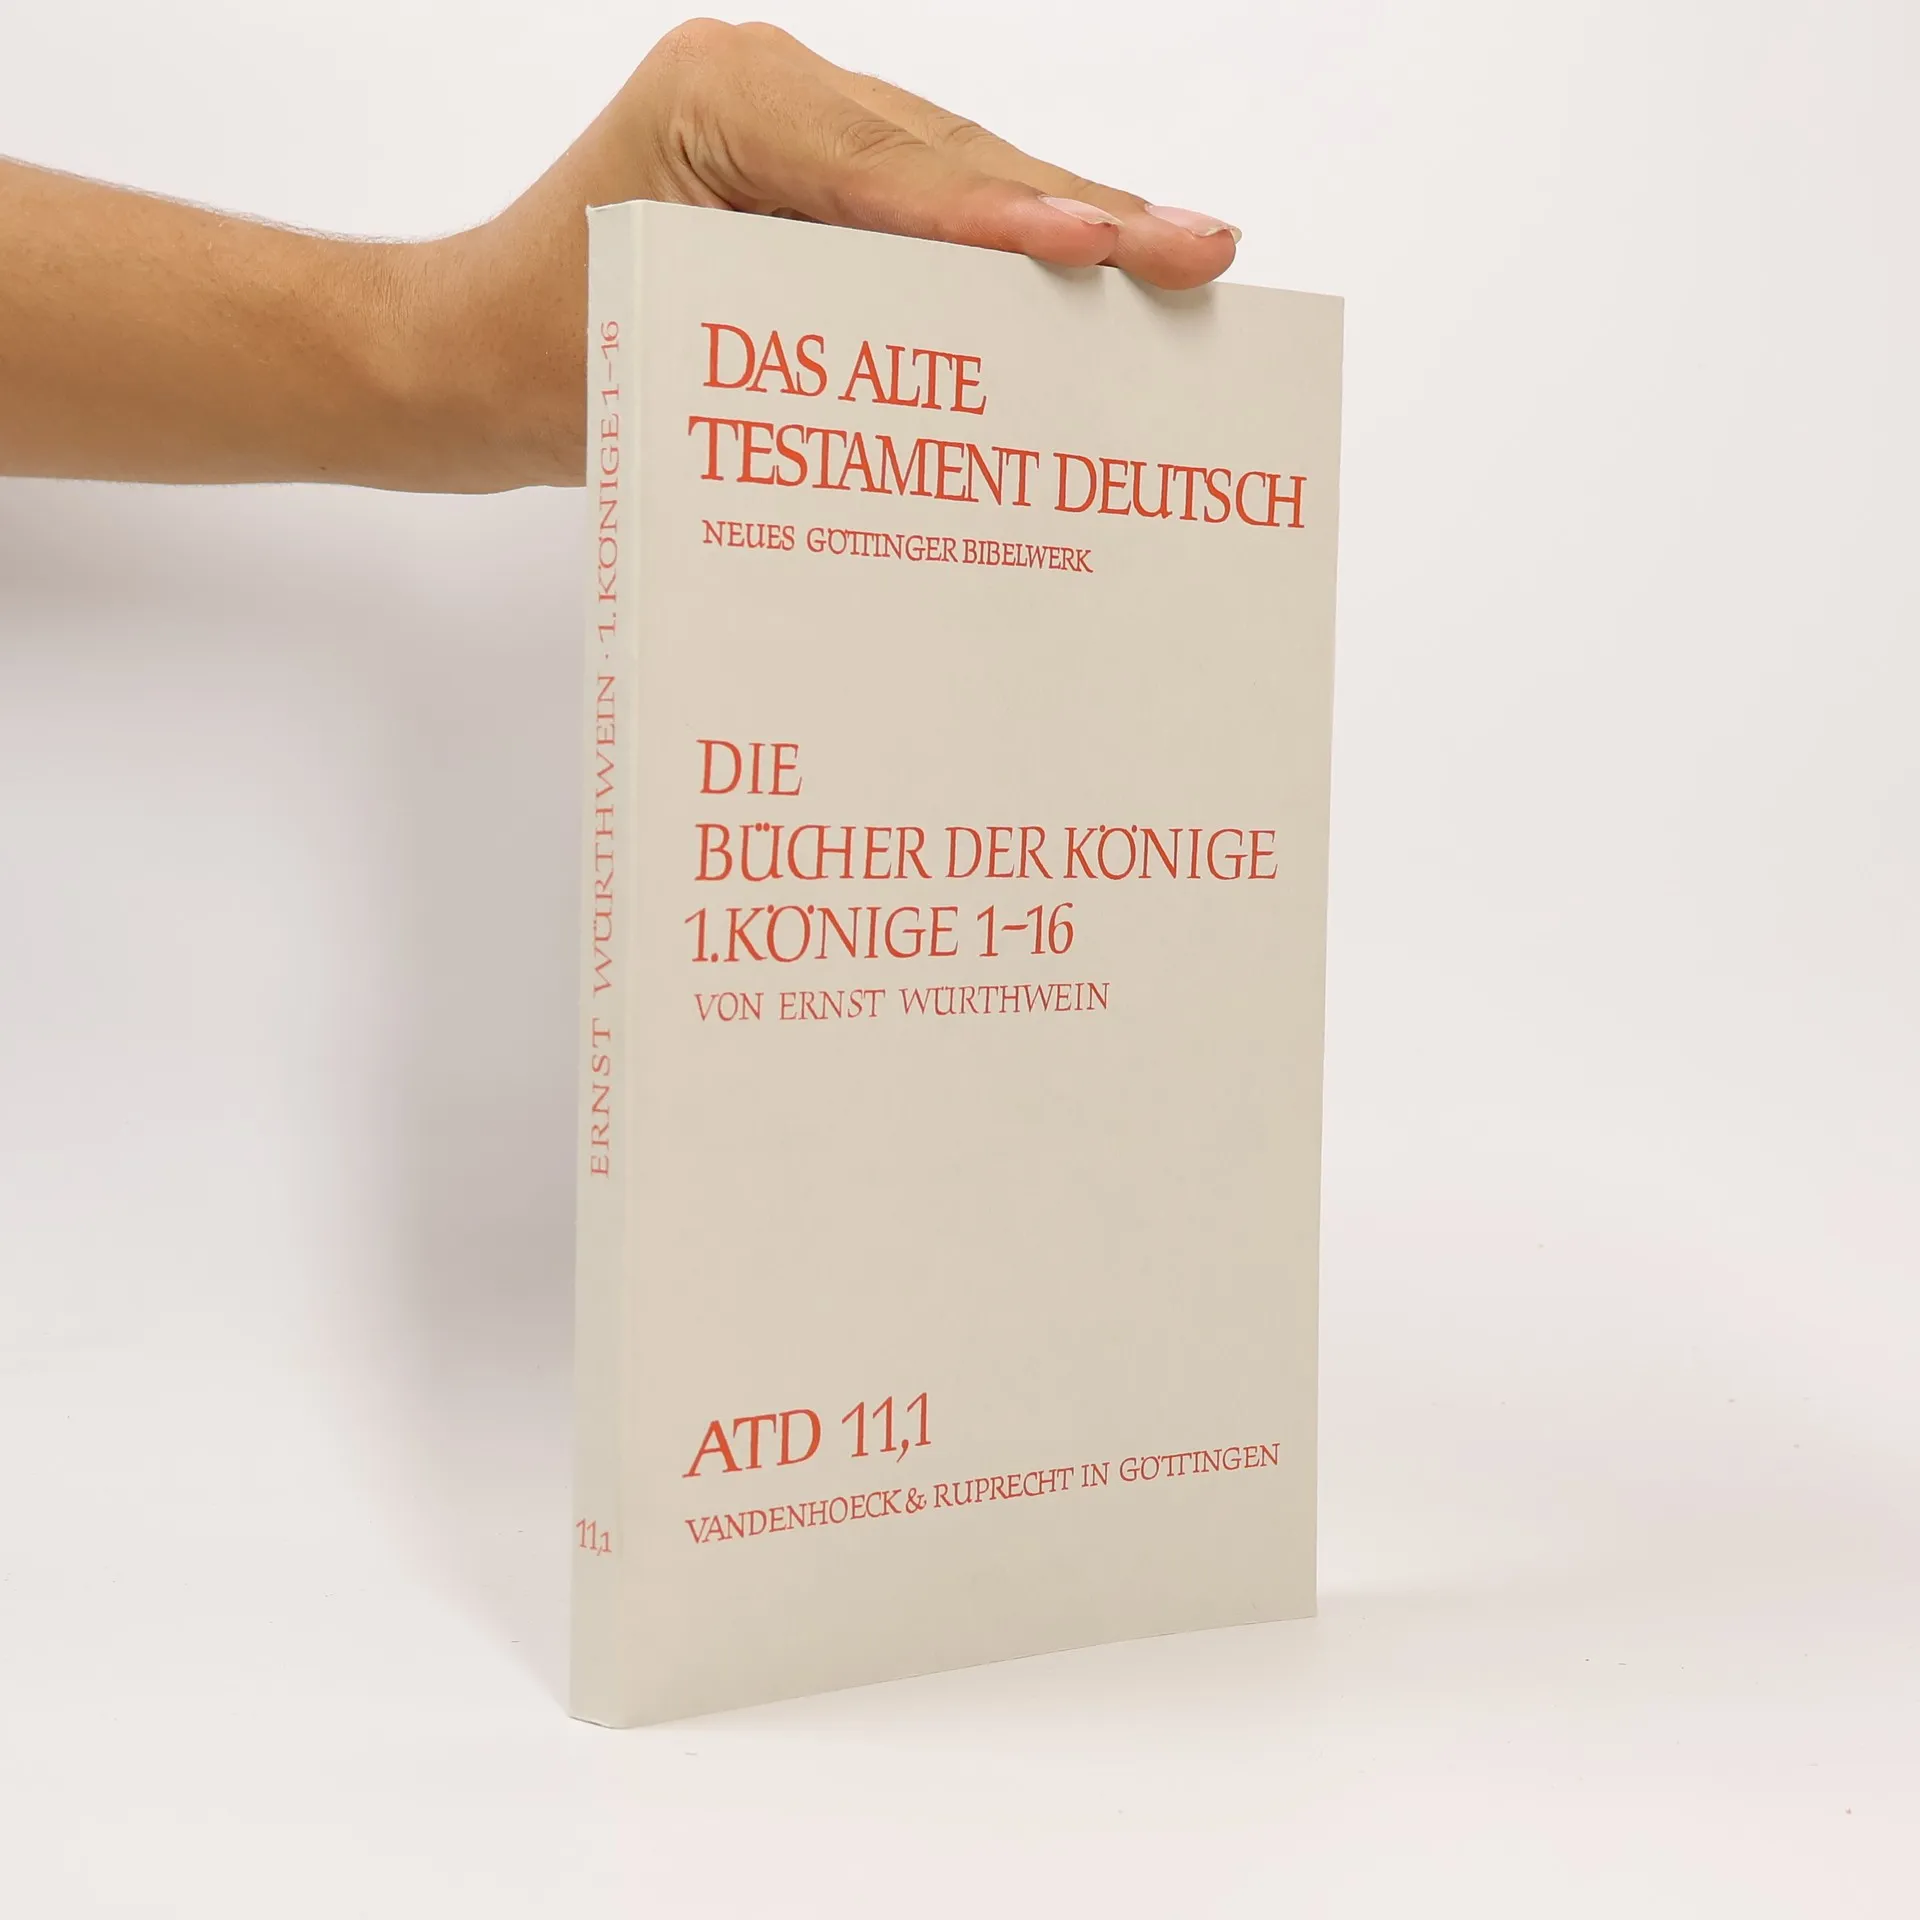 DAS ALTE
TESTAMENT DEUTSCH
NEUES GÖTTINGER BIBELWERK
DIE
BÜCHER DER KÖNIGE
1. KÖNIGE 1–16
VON ERNST WÜRTHWEIN
ATD 11,1
VANDENHOECK & RUPRECHT IN GÖTTINGEN
ERNST WÜRTHWEIN · 1. KÖNIGE 1–16
11,1